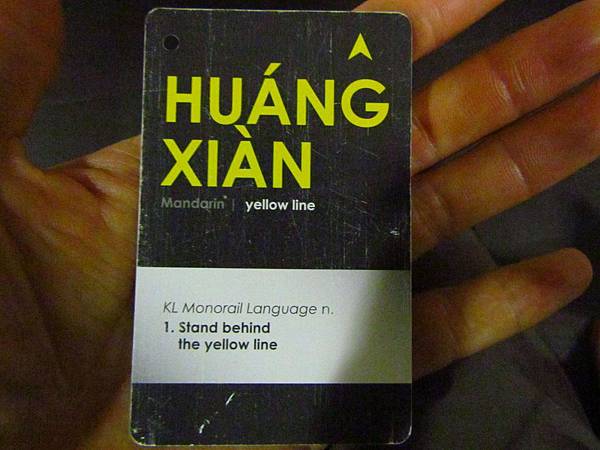 HUÁNG
XIÀN
Mandarin* | yellow line
KL Monorail Language n.
1. Stand behind
the yellow line